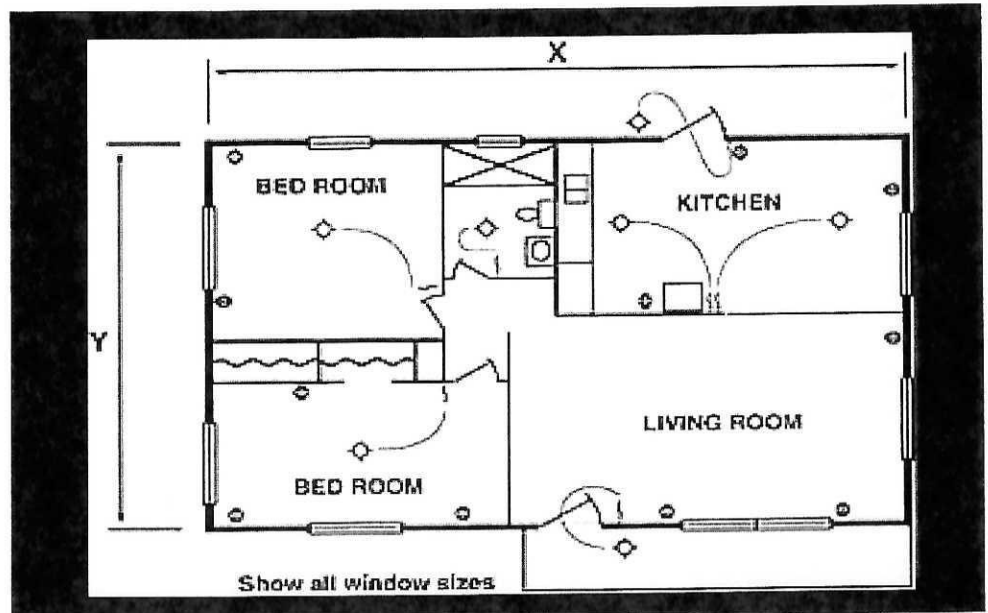 X
BED ROOM
KITCHEN
Y
LIVING ROOM
BED ROOM
Show all window sizes